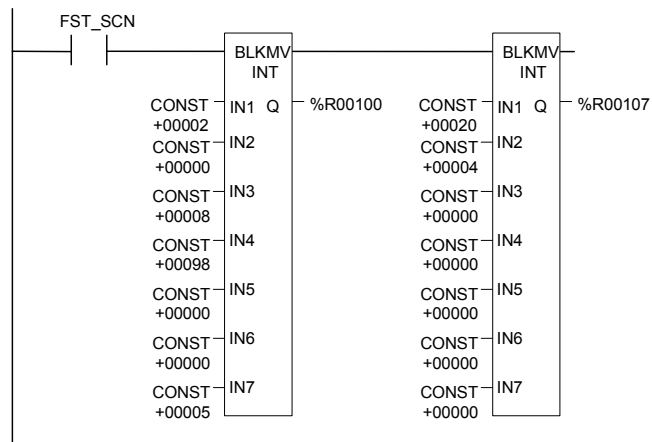 FST_SCN
BLKMV
INT
CONST
+00002
IN1 Q
%R00100
CONST
+00000
IN2
CONST
+00008
IN3
CONST
+00098
IN4
CONST
+00000
IN5
CONST
+00000
IN6
CONST
+00005
IN7
BLKMV
INT
CONST
+00020
IN1 Q
%R00107
CONST
+00004
IN2
CONST
+00000
IN3
CONST
+00000
IN4
CONST
+00000
IN5
CONST
+00000
IN6
CONST
+00000
IN7